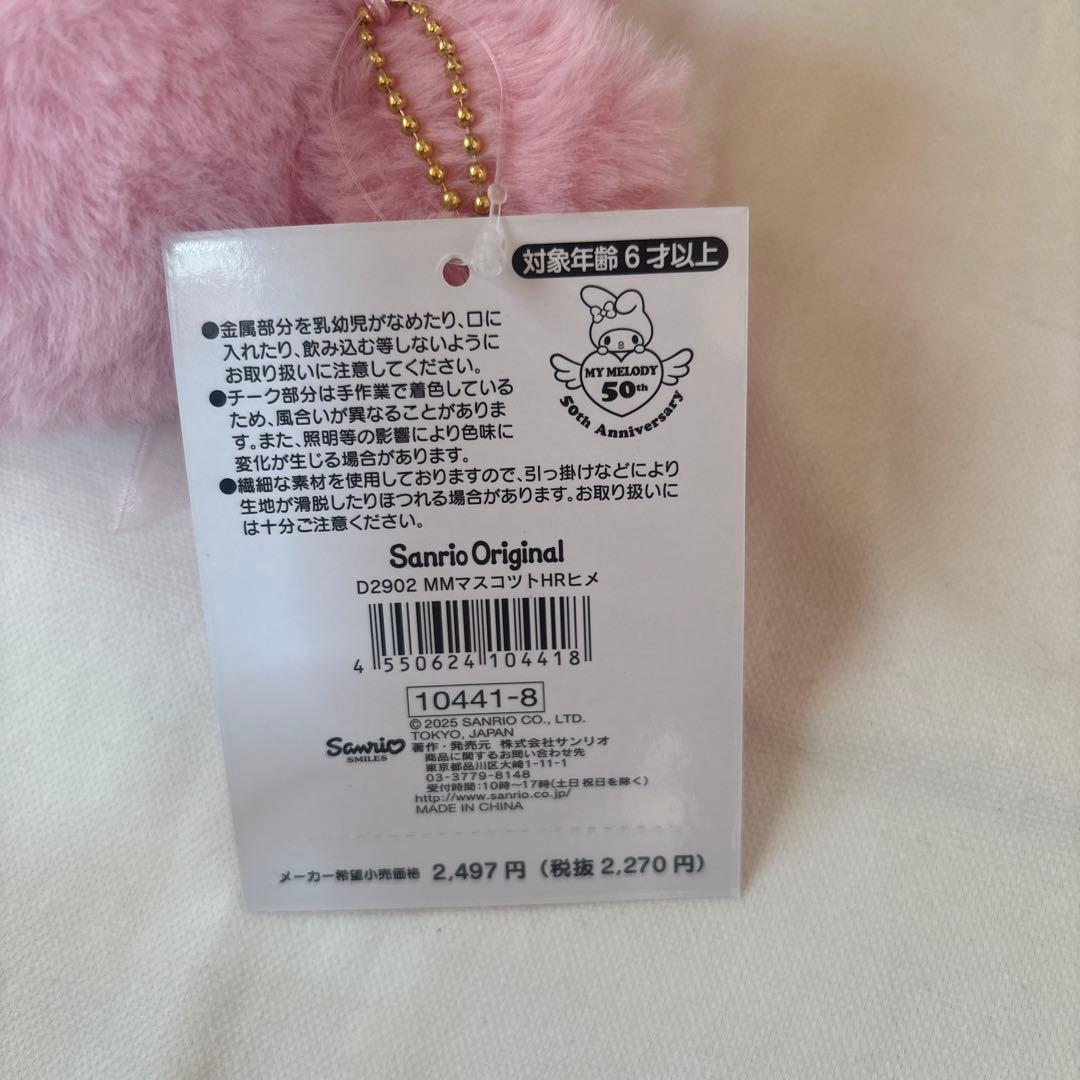 対象年齢6才以上
●金属部分を乳幼児がなめたり、口に
入れたり、飲み込む等しないように
お取り扱いに注意してください。
●チーク部分は手作業で着色している
ため、風合いが異なることがありま
す。また、照明等の影響により色味に
変化が生じる場合があります。
●繊細な素材を使用しておりますので、引っ掛けなどにより
生地が滑脱したりほつれる場合があります。お取り扱いに
は十分ご注意ください。
MY MELODY
50th
50th Anniversary
Sanrio Original
D2902 MMマスコツトHRヒメ
4 550624 104418
10441-8
© 2025 SANRIO CO., LTD.
TOKYO, JAPAN
Sanrio
SMILES
著作・発売元 株式会社サンリオ
商品に関するお問い合わせ先
東京都品川区大崎1-11-1
03-3779-8148
受付時間:10時~17時(土日祝日を除く)
http://www.sanrio.co.jp/
MADE IN CHINA
メーカー希望小売価格 2,497円(税抜2,270円)